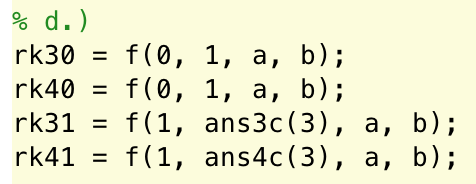 % d.)
rk30 = f(0, 1, a, b);
rk40 = f(0, 1, a, b);
rk31 = f(1, ans3c(3), a, b);
rk41 = f(1, ans4c(3), a, b);